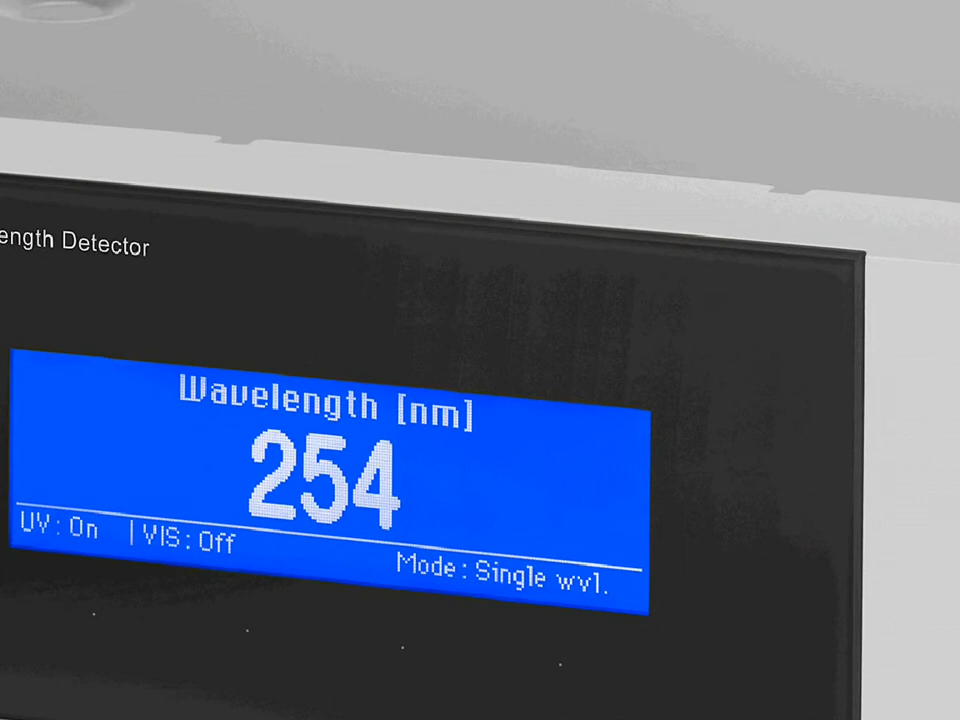 ength Detector
Wavelength [nm]
254
UV: On | VIS: Off
Mode: Single wvl.